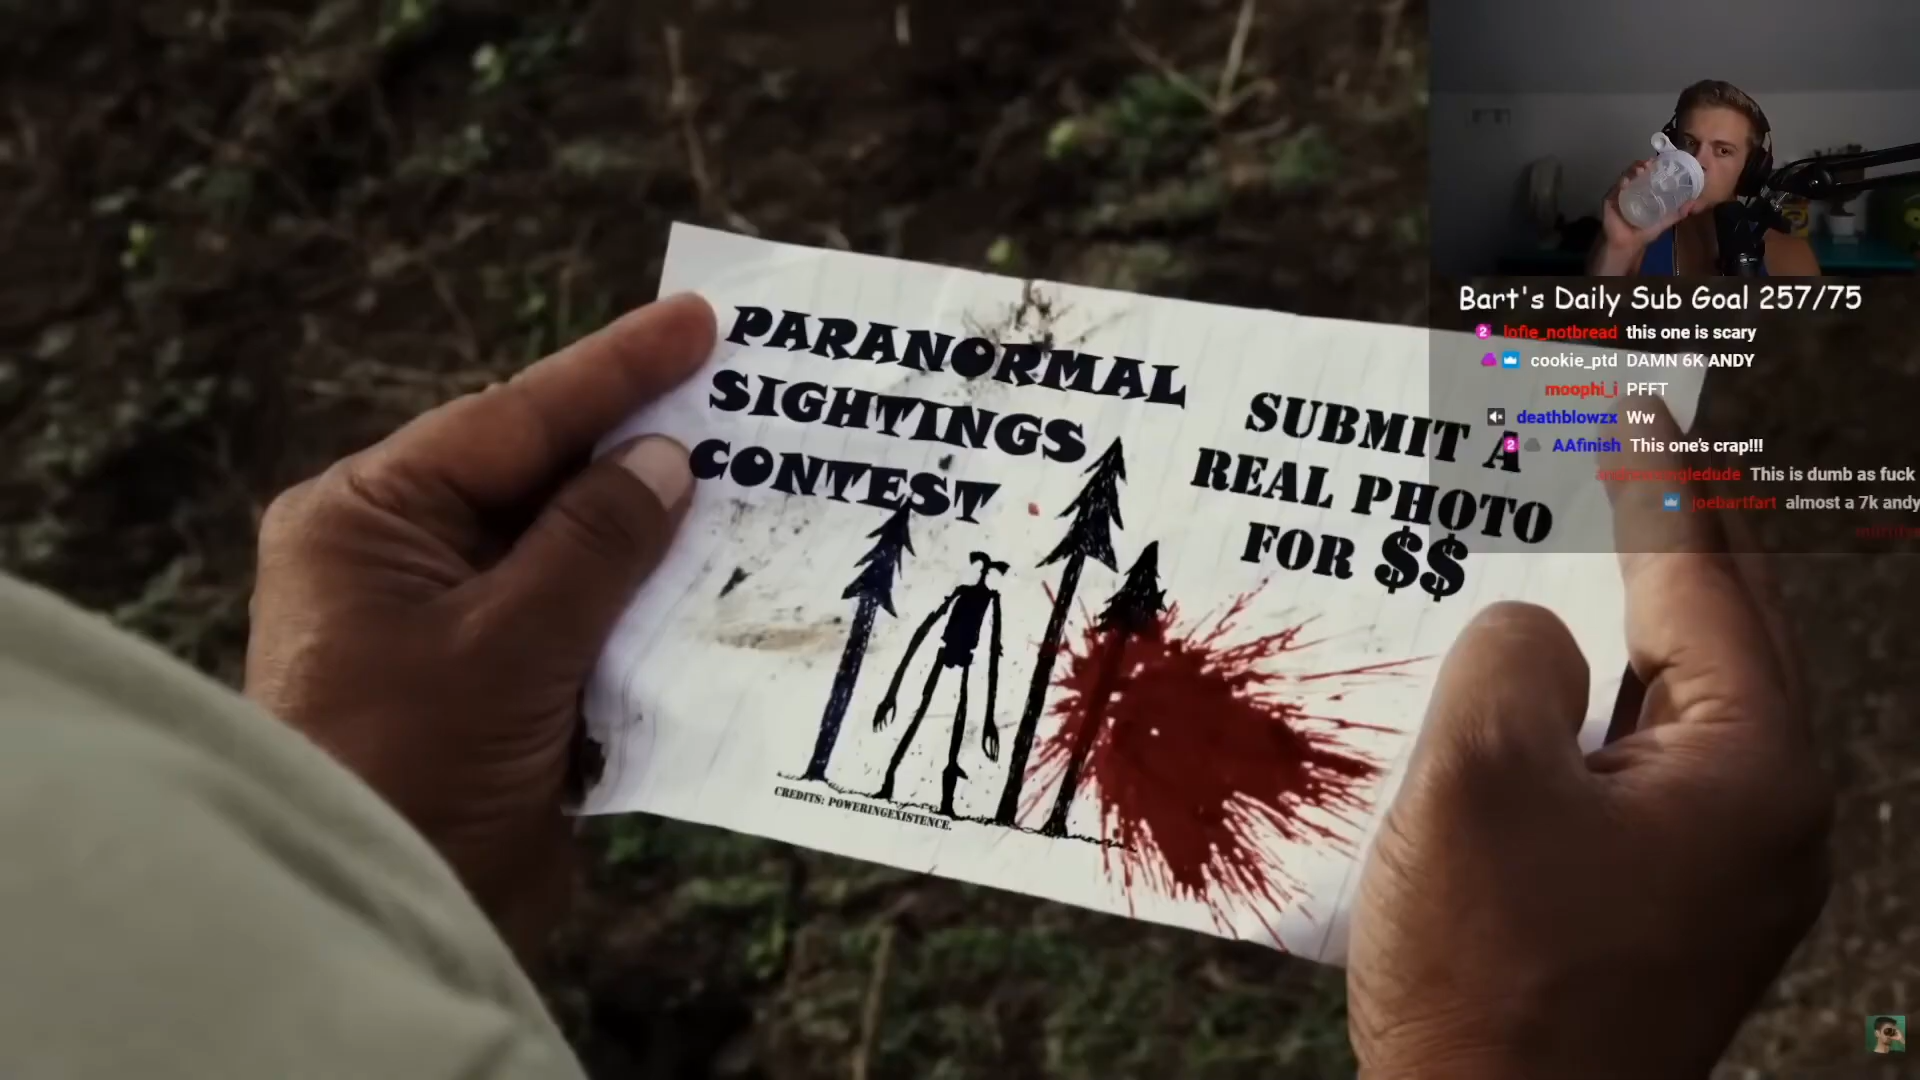 PARANORMAL
SIGHTINGS
CONTEST
SUBMIT A
REAL PHOTO
FOR $$
CREDITS: POWERINGEXISTENCE.
Bart's Daily Sub Goal 257/75
2 lofie_notbread this one is scary
cookie_ptd DAMN 6K ANDY
moophi_i PFFT
deathblowzx Ww
2 AAfinish This one's crap!!!
This is dumb as fuck
joebartfart almost a 7k andy